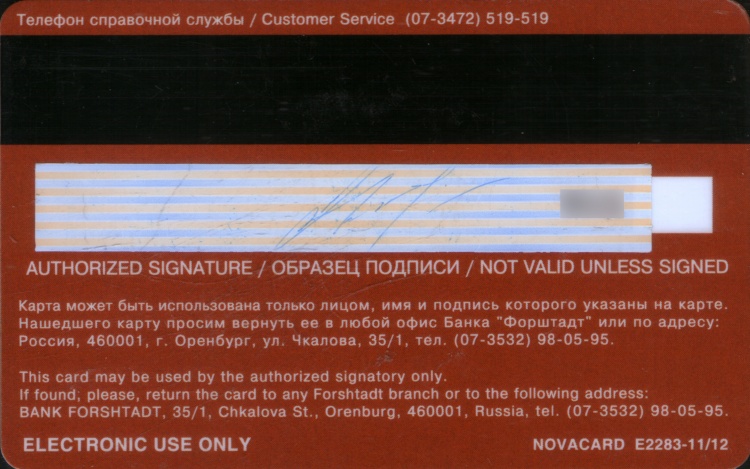 Телефон справочной службы / Customer Service (07-3472) 519-519
AUTHORIZED SIGNATURE / ОБРАЗЕЦ ПОДПИСИ / NOT VALID UNLESS SIGNED
Карта может быть использована только лицом, имя и подпись которого указаны на карте.
Нашедшего карту просим вернуть ее в любой офис Банка "Форштадт" или по адресу:
Россия, 460001, г. Оренбург, ул. Чкалова, 35/1, тел. (07-3532) 98-05-95.
This card may be used by the authorized signatory only.
If found, please, return the card to any Forshtadt branch or to the following address:
BANK FORSHTADT, 35/1, Chkalova St., Orenburg, 460001, Russia, tel. (07-3532) 98-05-95.
ELECTRONIC USE ONLY NOVACARD E2283-11/12